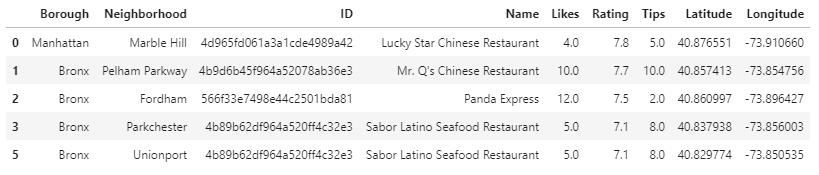 Borough Neighborhood ID Name Likes Rating Tips Latitude Longitude
0 Manhattan Marble Hill 4d965fd061a3a1cde4989a42 Lucky Star Chinese Restaurant 4.0 7.8 5.0 40.876551 -73.910660
1 Bronx Pelham Parkway 4b9d6b45f964a52078ab36e3 Mr. Q's Chinese Restaurant 10.0 7.7 10.0 40.857413 -73.854756
2 Bronx Fordham 566f33e7498e44c2501bda81 Panda Express 12.0 7.5 2.0 40.860997 -73.896427
3 Bronx Parkchester 4b89b62df964a520ff4c32e3 Sabor Latino Seafood Restaurant 5.0 7.1 8.0 40.837938 -73.856003
5 Bronx Unionport 4b89b62df964a520ff4c32e3 Sabor Latino Seafood Restaurant 5.0 7.1 8.0 40.829774 -73.850535